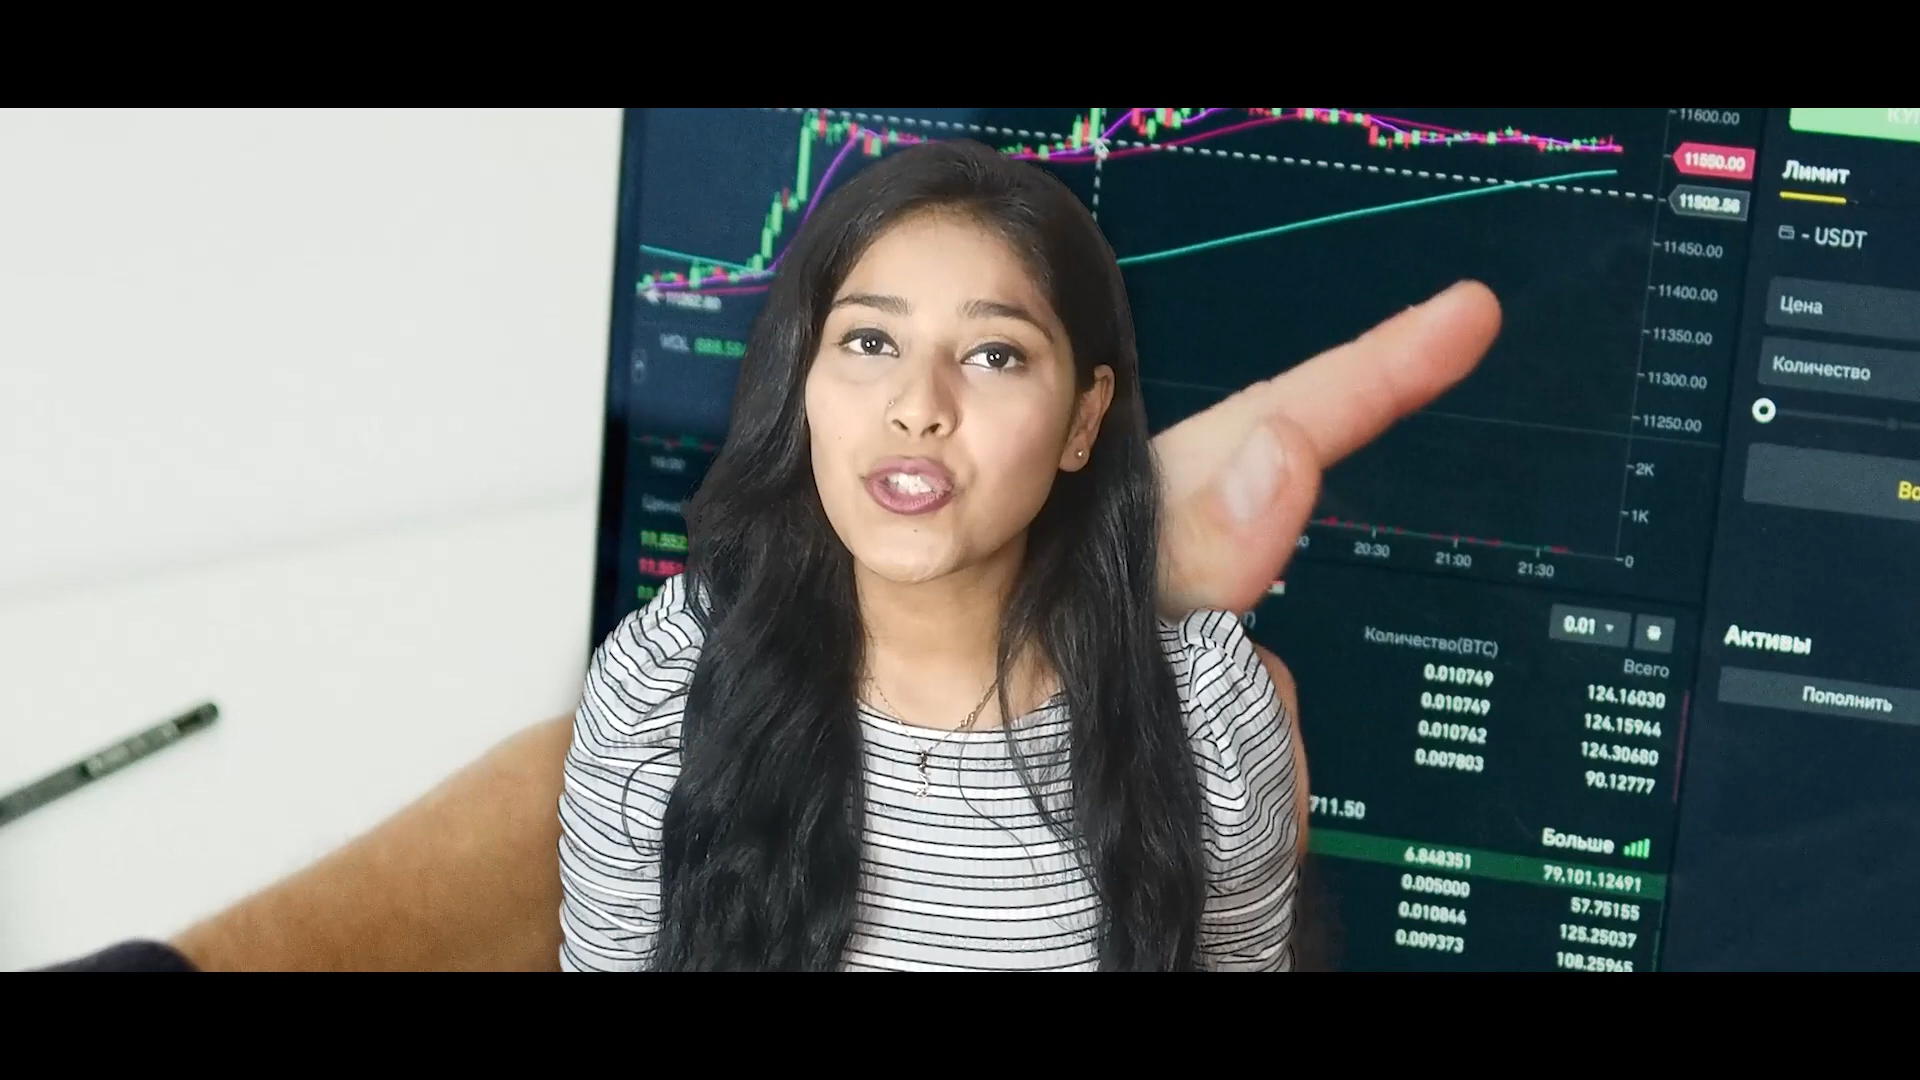 11600.00
11550.00
11502.56
11450.00
11400.00
11350.00
11300.00
11250.00
2K
1K
0
VOL
20:30
21:00
21:30
Лимит
- USDT
Цена
Количество
Активы
Пополнить
0.01
Количество(BTC)
Всего
0.010749 124.16030
0.010749 124.15944
0.010762 124.30680
0.007803 90.12777
711.50
Больше
6.848351 79,101.12491
0.005000 57.75155
0.010844 125.25037
0.009373 108.25965